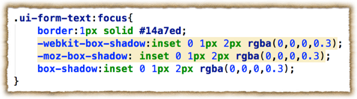 .ui-form-text:focus{
border:1px solid #14a7ed;
-webkit-box-shadow:inset 0 1px 2px rgba(0,0,0,0.3);
-moz-box-shadow: inset 0 1px 2px rgba(0,0,0,0.3);
box-shadow:inset 0 1px 2px rgba(0,0,0,0.3);
}